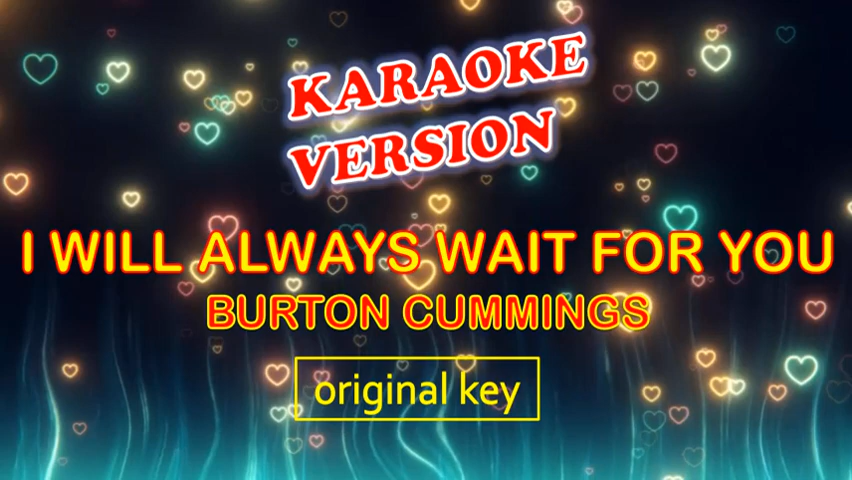 KARAOKE
VERSION
I WILL ALWAYS WAIT FOR YOU
BURTON CUMMINGS
original key